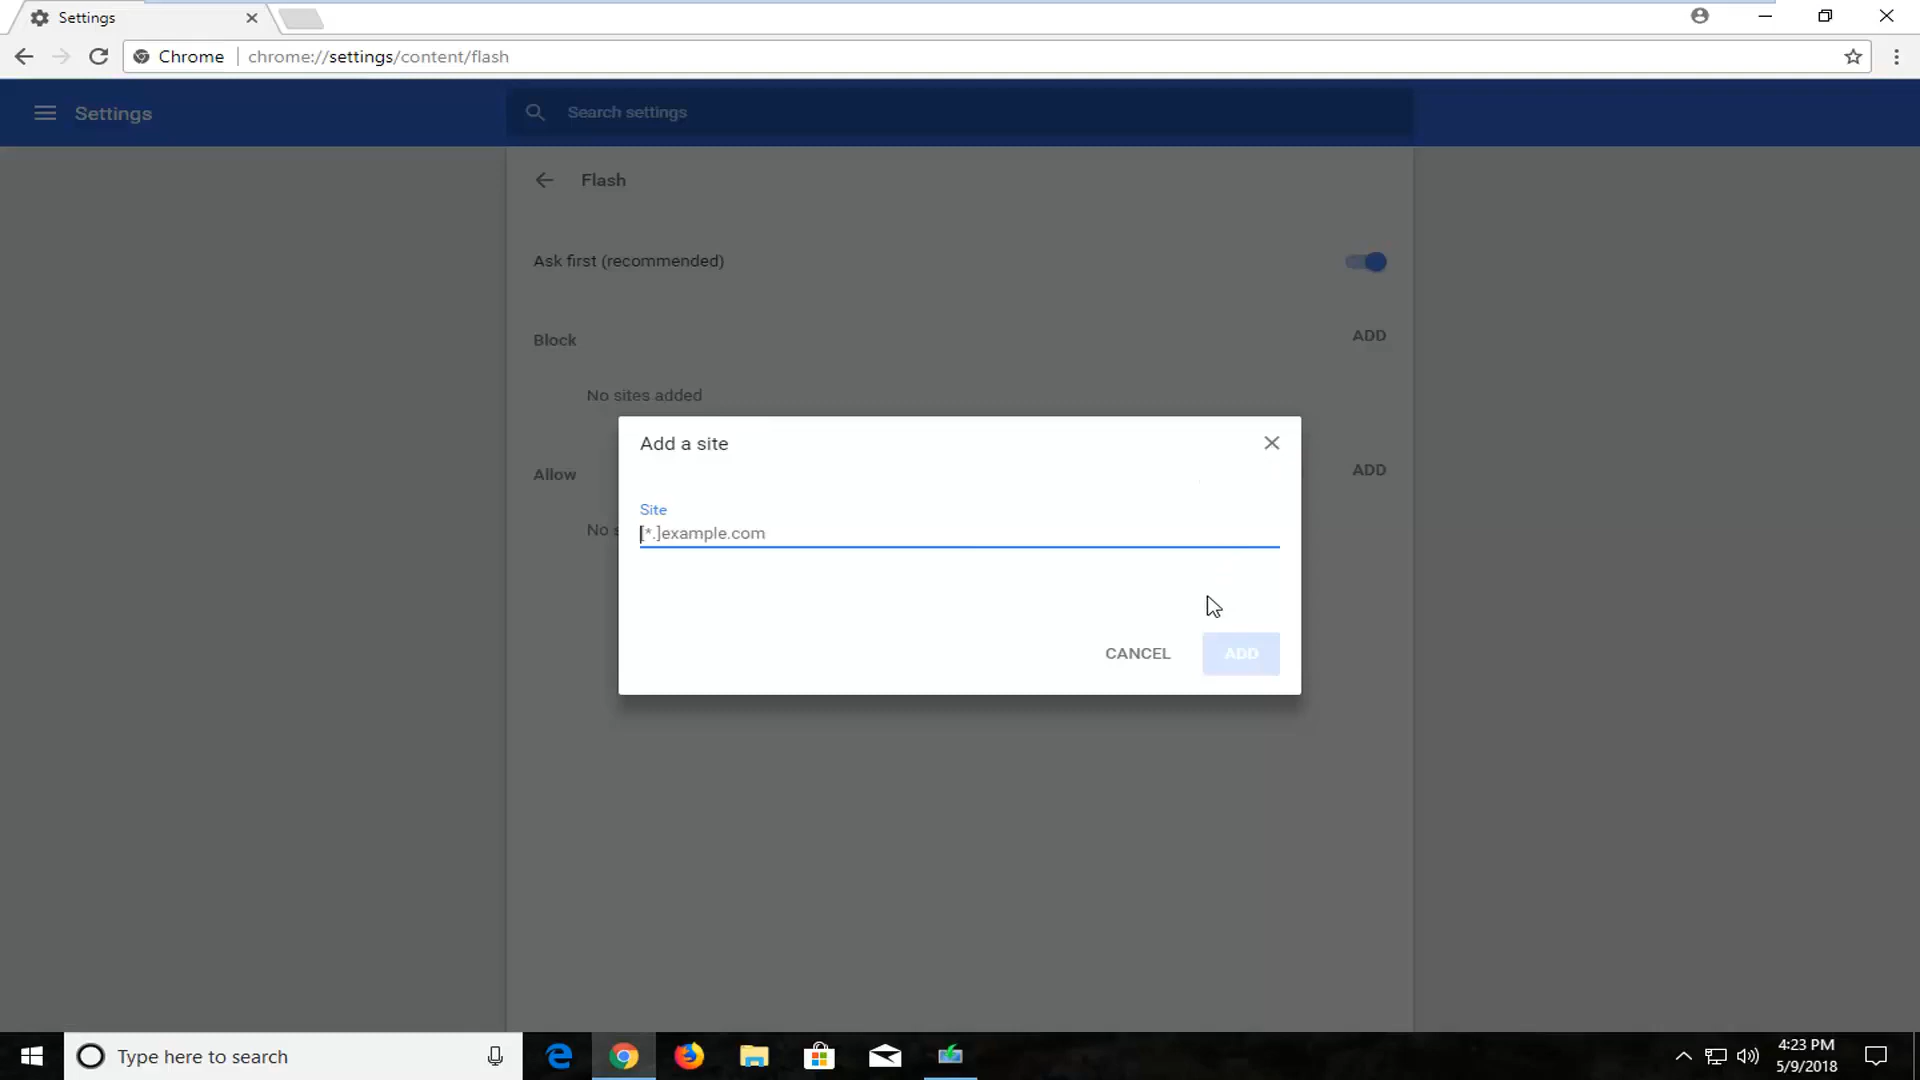 Settings
Chrome
chrome://settings/content/flash
Settings
Search settings
Flash
Ask first (recommended)
Block
ADD
No sites added
Add a site
Allow
ADD
Site
[*.]example.com
No s
CANCEL
ADD
Type here to search
4:23 PM
5/9/2018